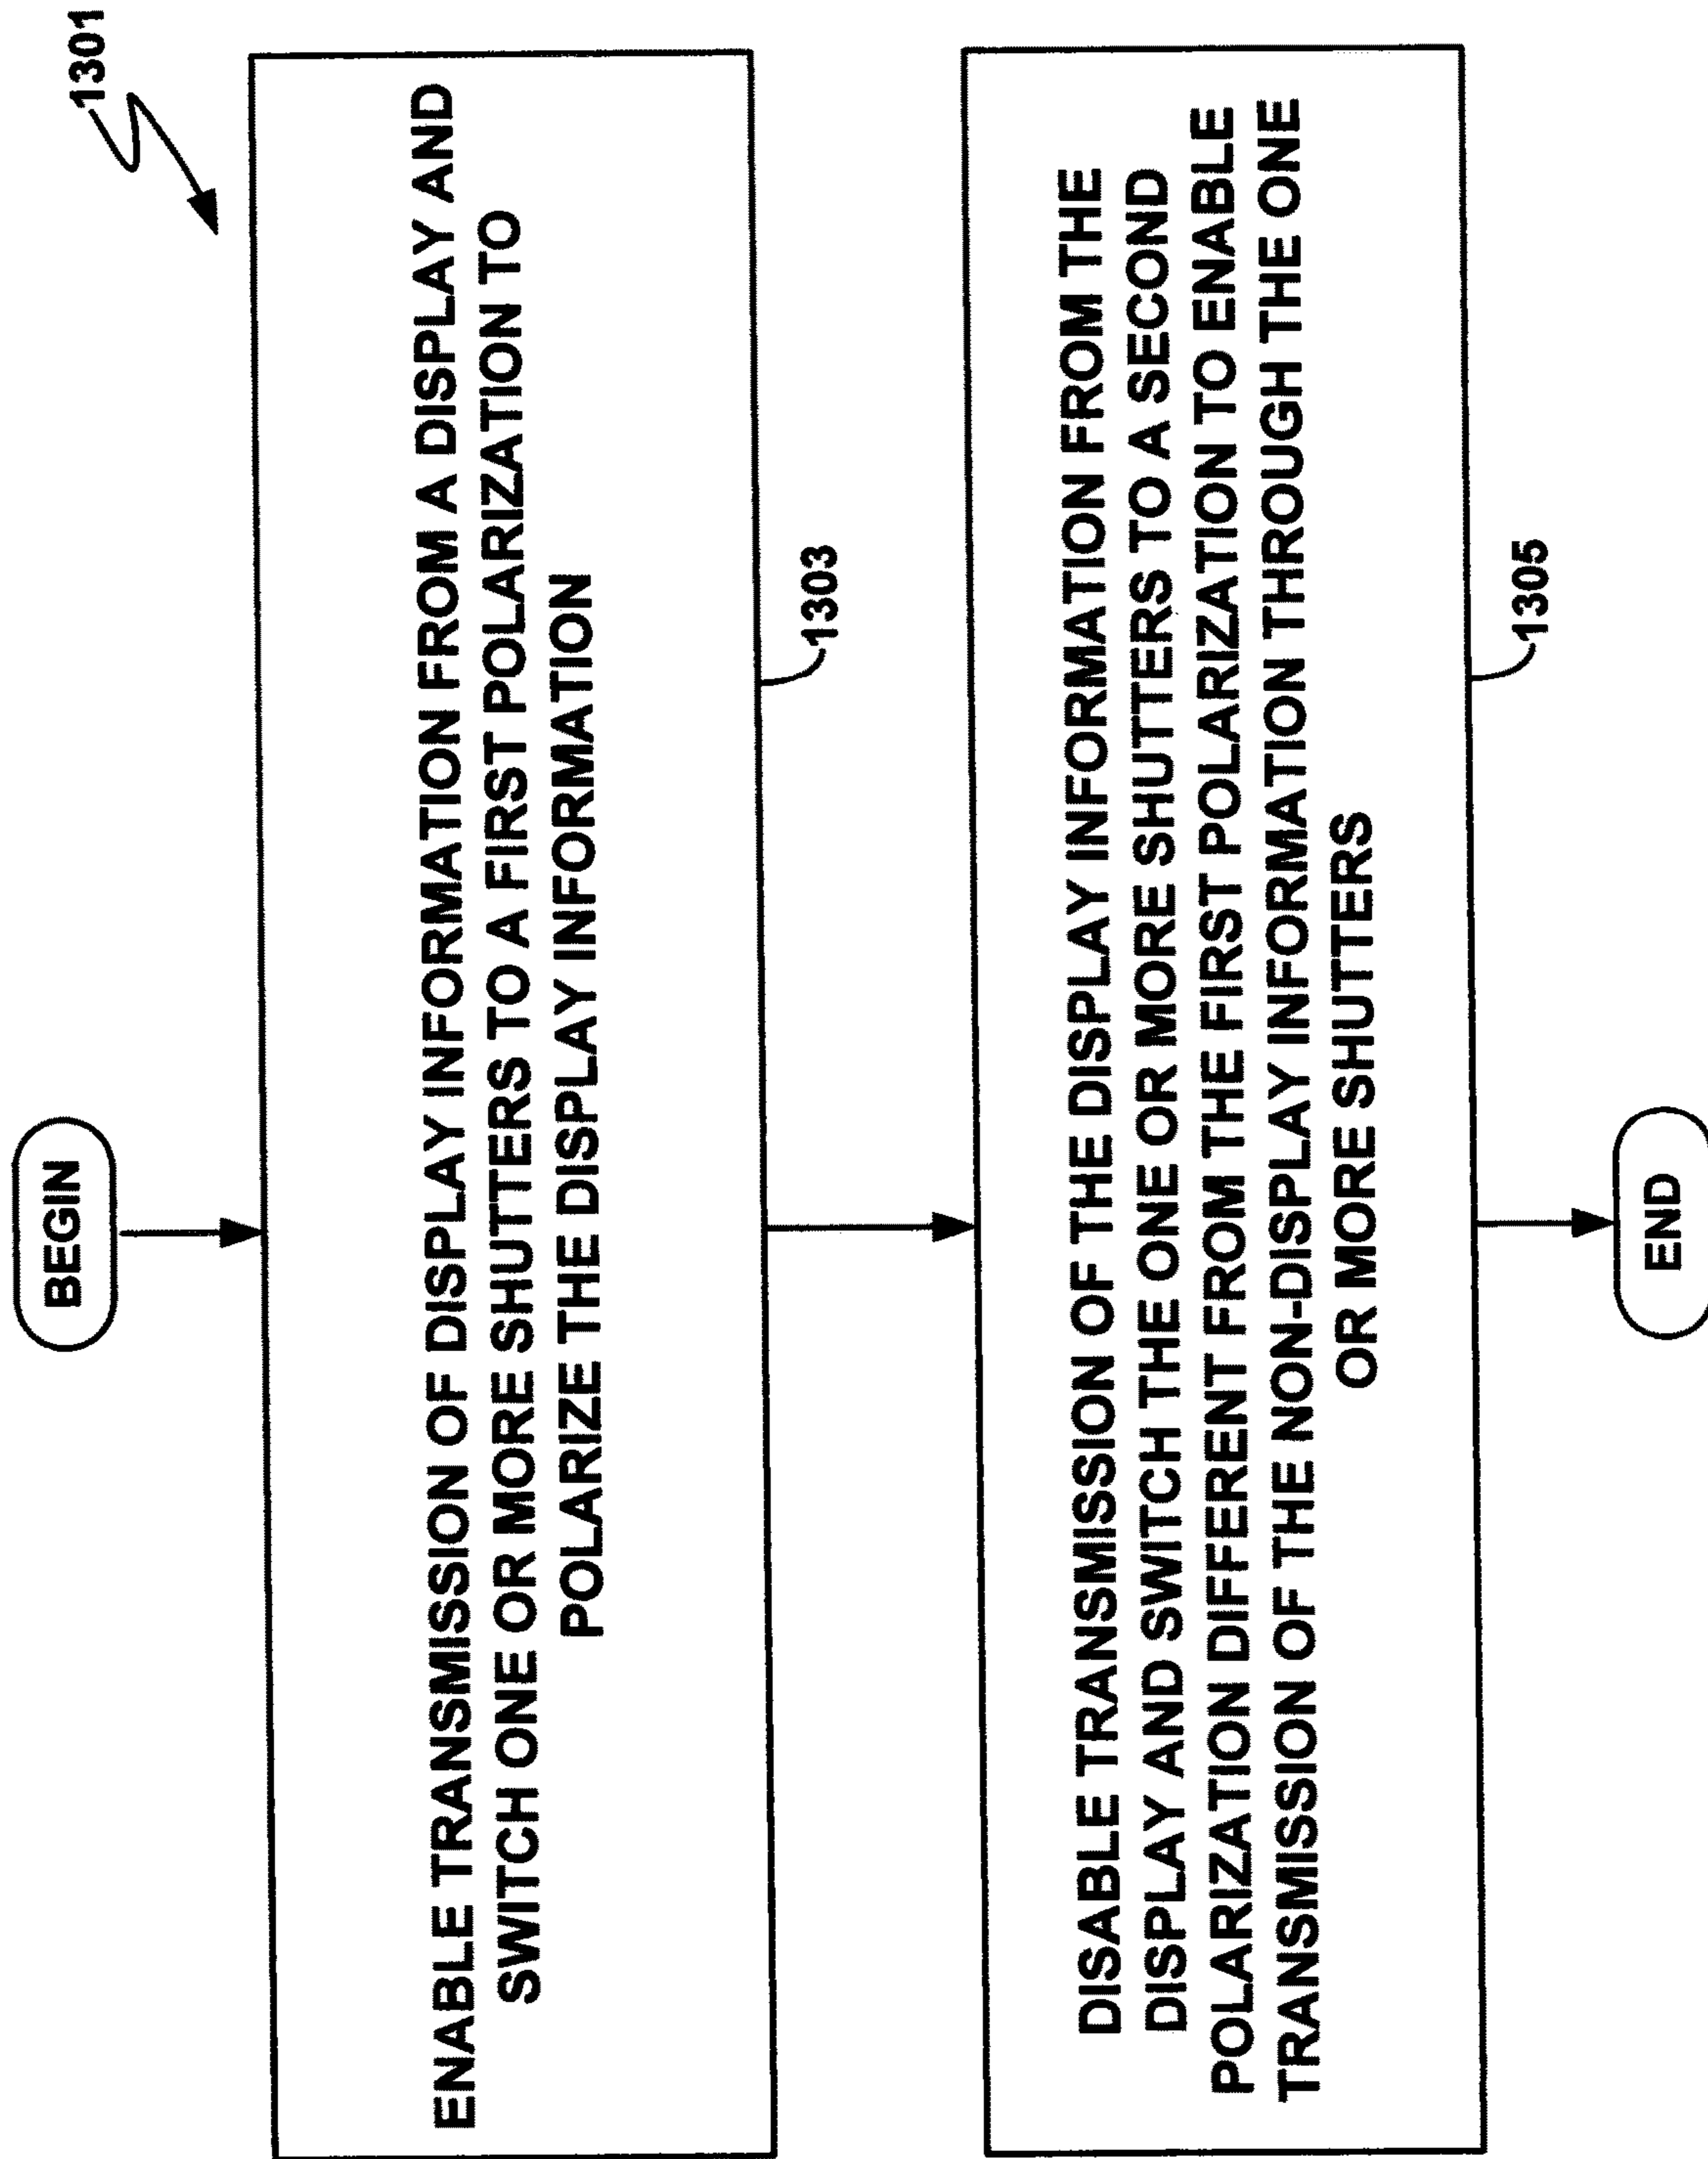 1301
BEGIN
ENABLE TRANSMISSION OF DISPLAY INFORMATION FROM A DISPLAY AND
SWITCH ONE OR MORE SHUTTERS TO A FIRST POLARIZATION TO
POLARIZE THE DISPLAY INFORMATION
1303
DISABLE TRANSMISSION OF THE DISPLAY INFORMATION FROM THE
DISPLAY AND SWITCH THE ONE OR MORE SHUTTERS TO A SECOND
POLARIZATION DIFFERENT FROM THE FIRST POLARIZATION TO ENABLE
TRANSMISSION OF THE NON-DISPLAY INFORMATION THROUGH THE ONE
OR MORE SHUTTERS
1305
END